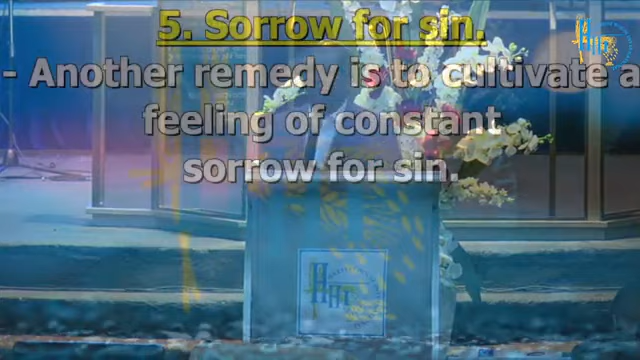 5. Sorrow for sin.
- Another remedy is to cultivate a
feeling of constant
sorrow for sin.